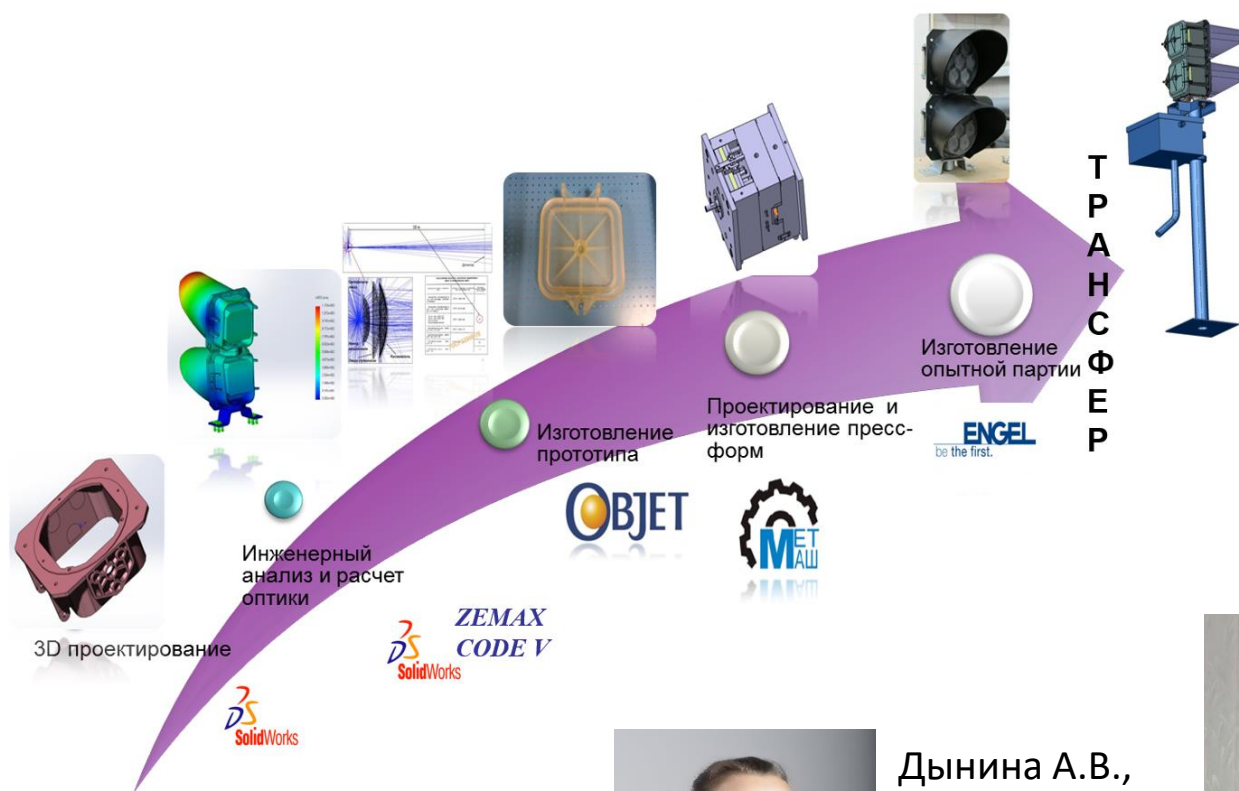 3D проектирование
SolidWorks
Инженерный
анализ и расчет
оптики
SolidWorks
ZEMAX
CODE V
Изготовление
прототипа
OBJET
Проектирование и
изготовление пресс-
форм
МЕТ
МАШ
Изготовление
опытной партии
ENGEL
be the first.
ТРАНСФЕР
Дынина А.В.,